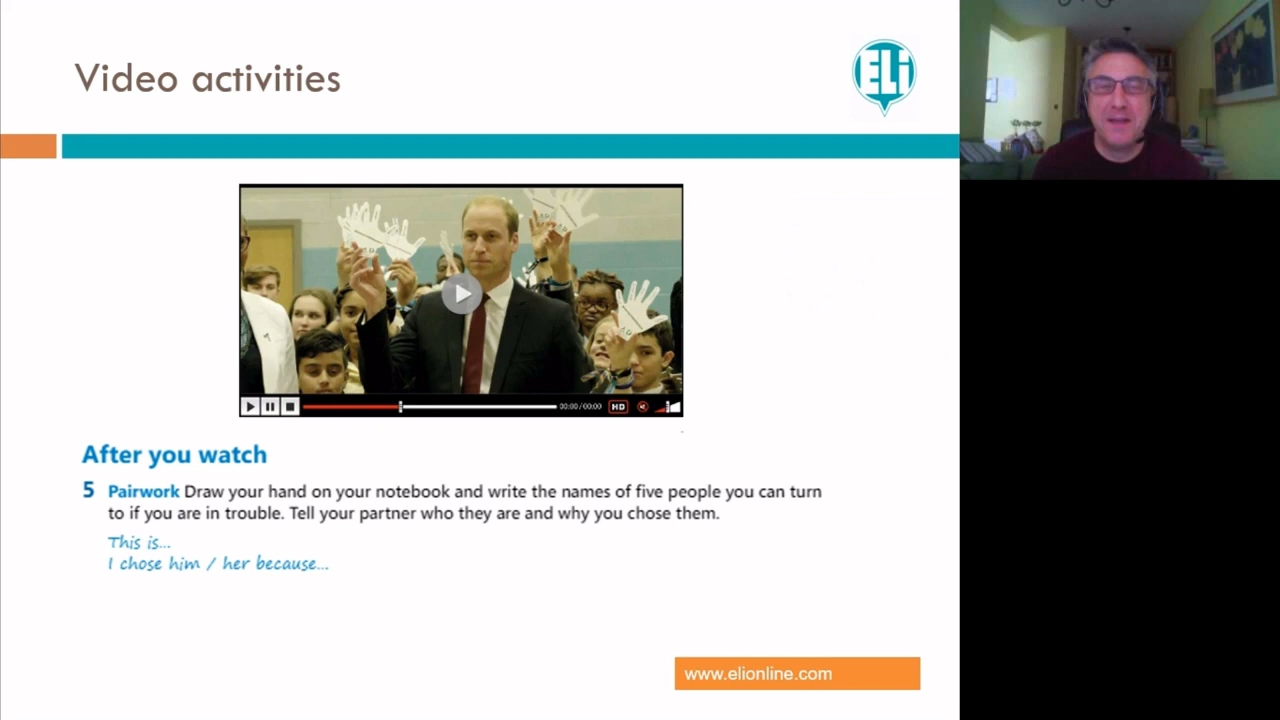 Video activities
ELi
00:00/00:00
HD
After you watch
5 Pairwork Draw your hand on your notebook and write the names of five people you can turn
to if you are in trouble. Tell your partner who they are and why you chose them.
This is...
I chose him / her because...
www.elionline.com